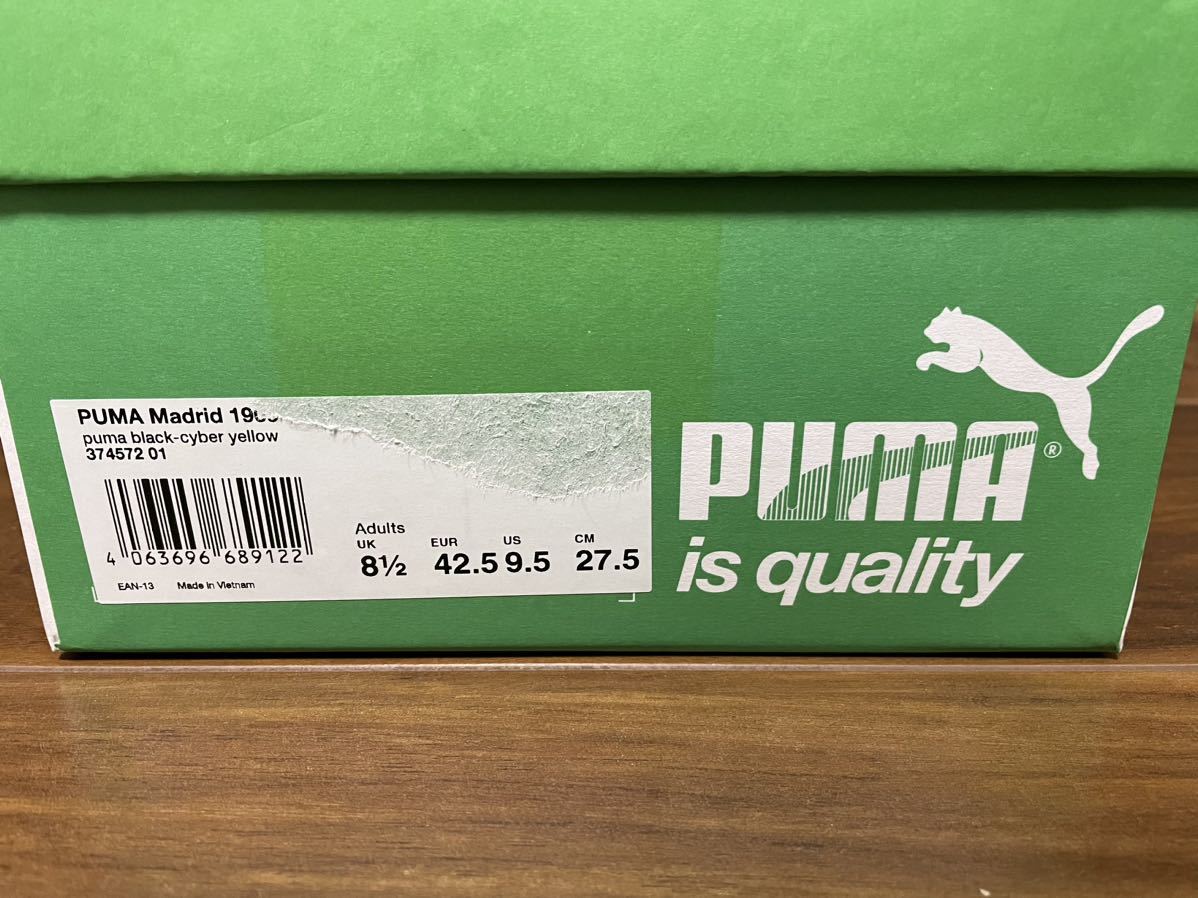 PUMA Madrid
puma black-cyber yellow
374572 01
4 063696 689122
EAN-13 Made in Vietnam
Adults
UK EUR US CM
8½ 42.5 9.5 27.5
PUMA®
is quality